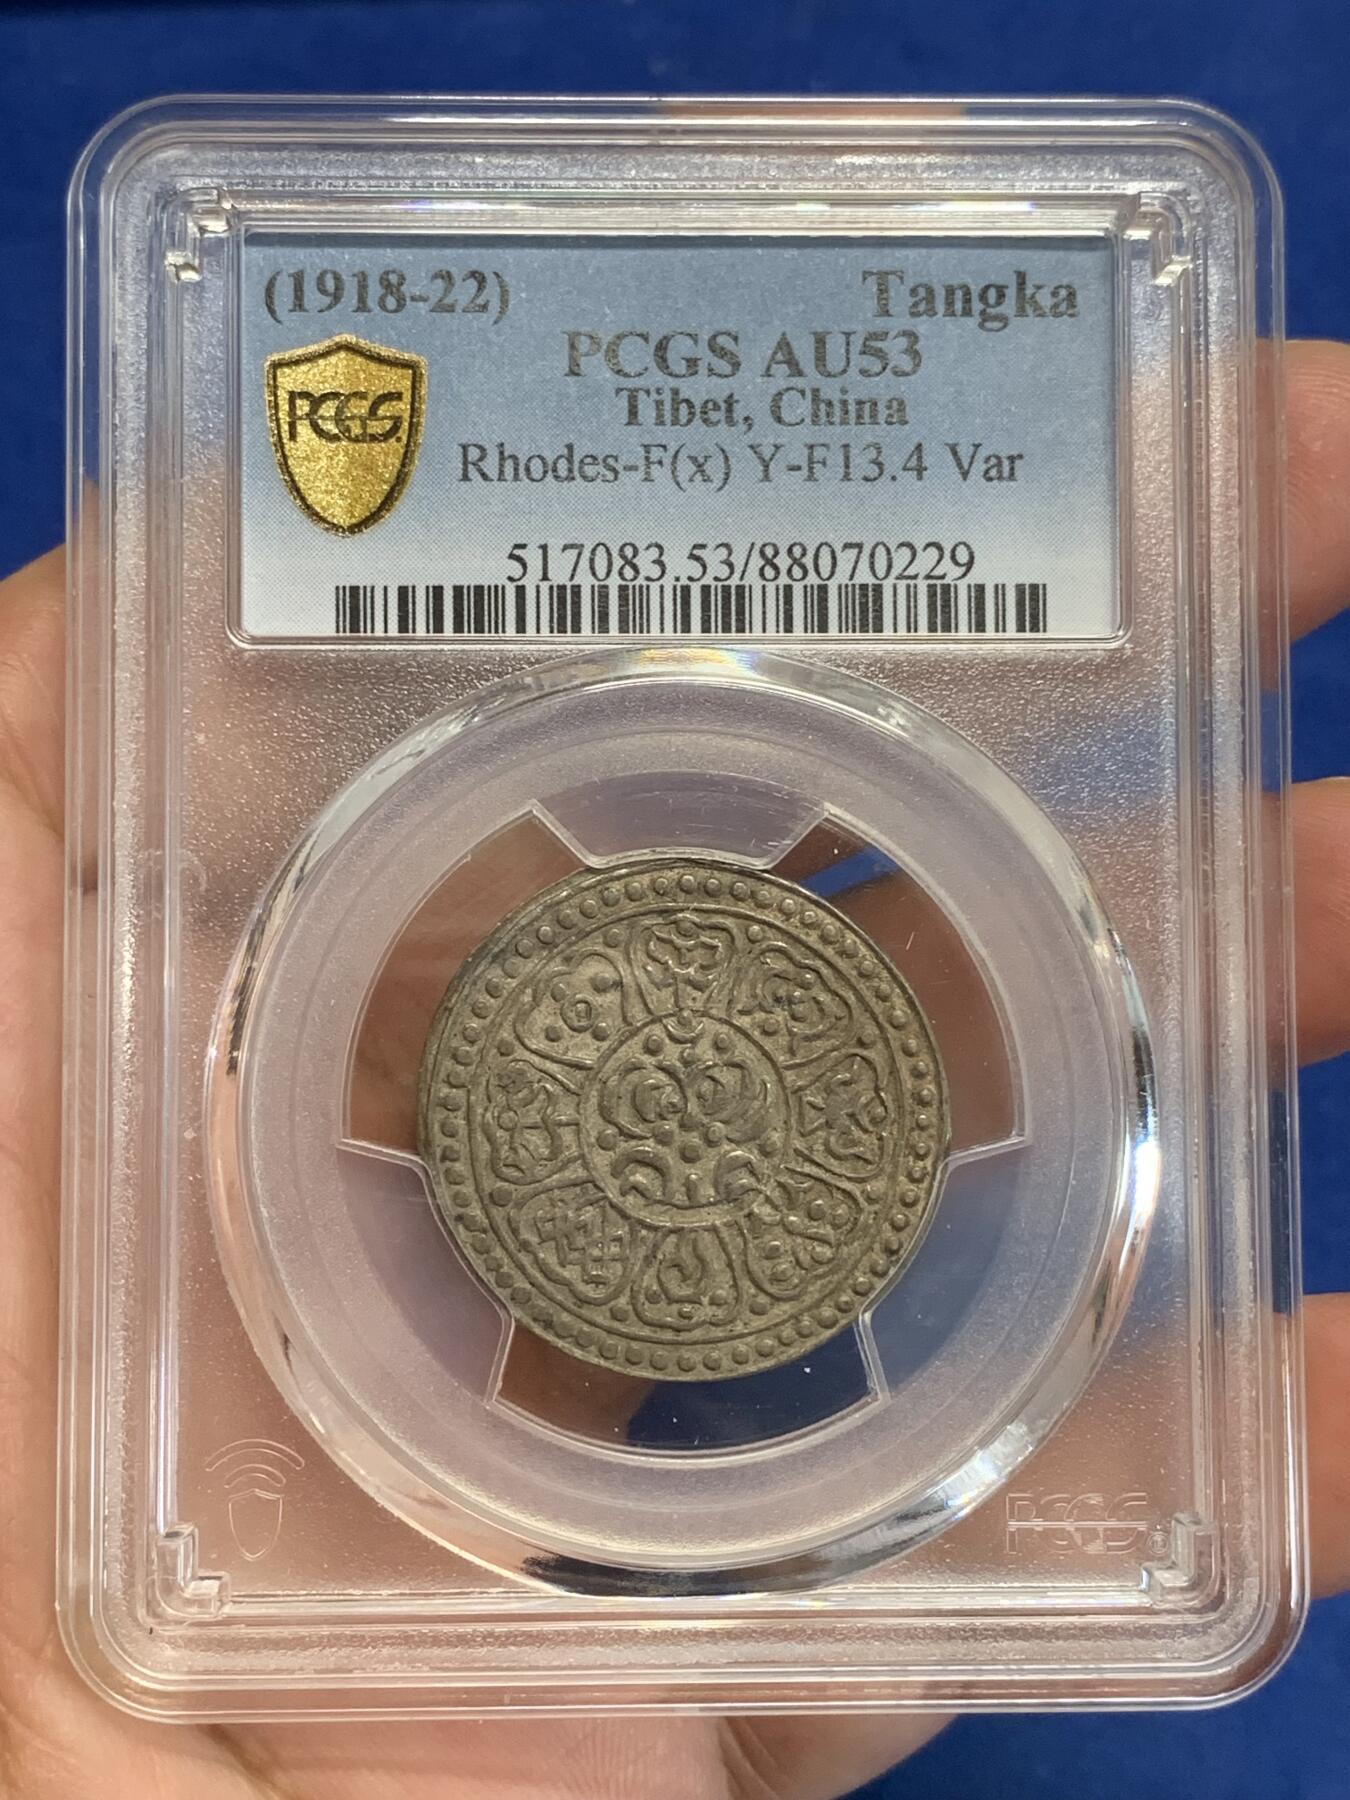 (1918-22) Tangka
PCGS AU53
PCGS
Tibet, China
Rhodes-F(x) Y-F13.4 Var
517083.53/88070229
PCGS